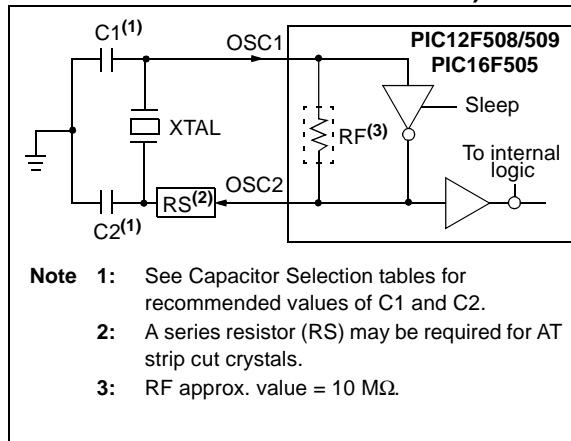 C1(1)
OSC1
PIC12F508/509
PIC16F505
Sleep
XTAL
RF(3)
To internal
logic
OSC2
RS(2)
C2(1)
Note 1: See Capacitor Selection tables for
recommended values of C1 and C2.
2: A series resistor (RS) may be required for AT
strip cut crystals.
3: RF approx. value = 10 MΩ.